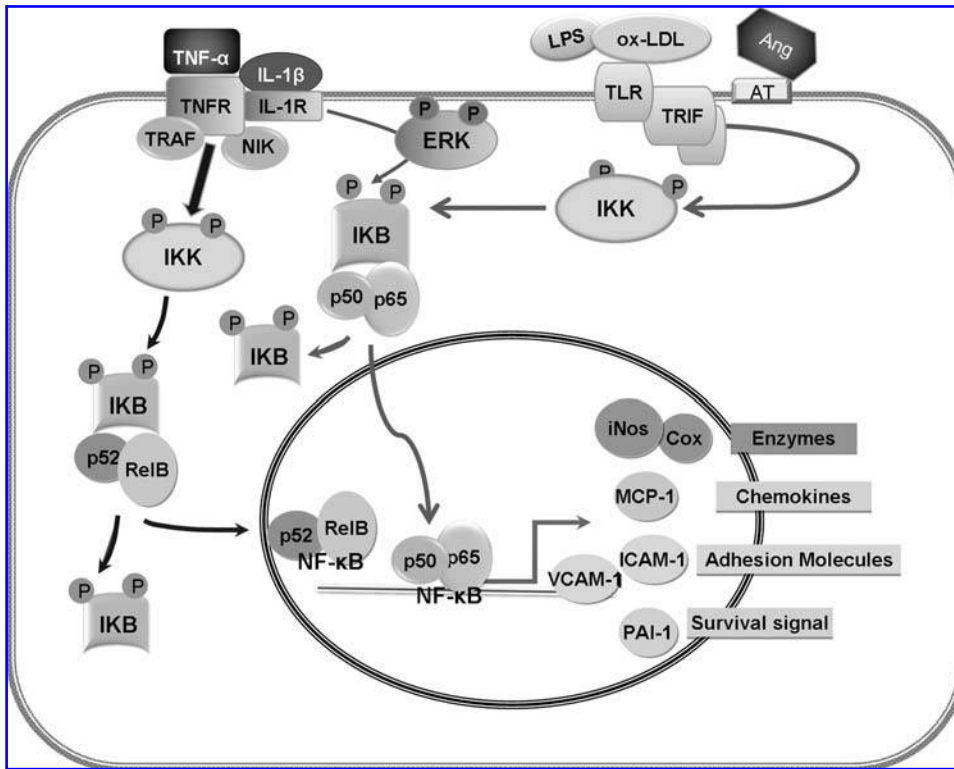 TNF-α
IL-1β
TNFR
IL-1R
TRAF
NIK
P P
ERK
LPS
ox-LDL
Ang
TLR
TRIF
AT
P P
IKK
P P
IKB
p50 p65
P P
IKK
P P
IKB
P P
IKB
p52
RelB
P P
IKB
p52 RelB
NF-κB
p50 p65
NF-κB
iNos
Cox
Enzymes
MCP-1
Chemokines
VCAM-1
ICAM-1
Adhesion Molecules
PAI-1
Survival signal